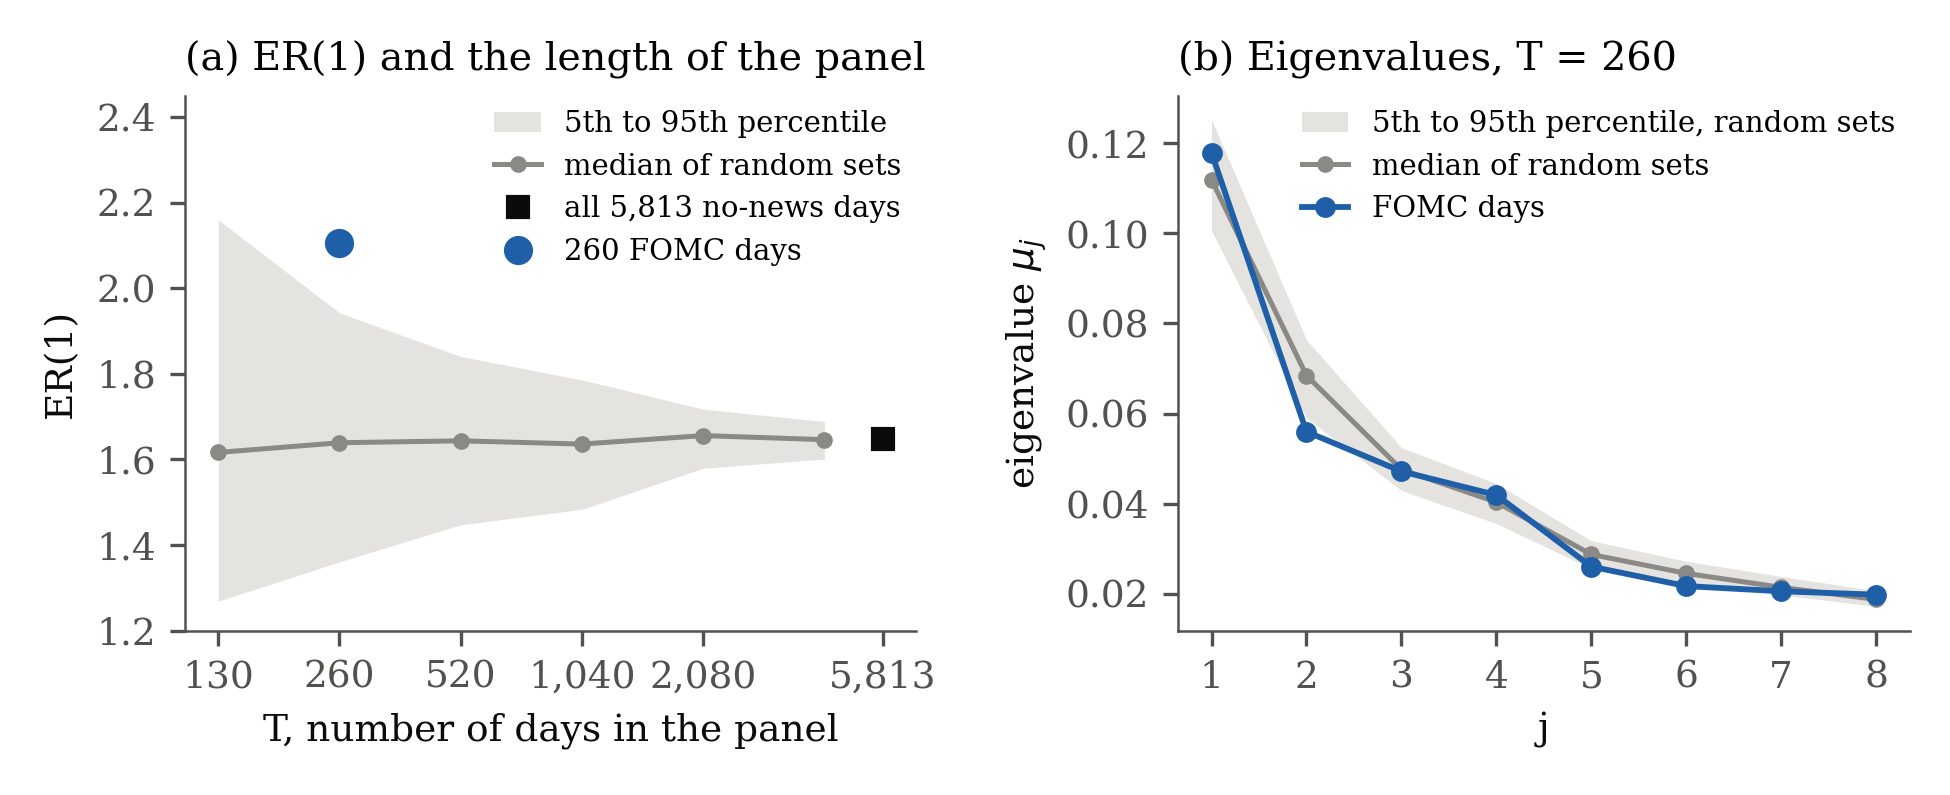 (a) ER(1) and the length of the panel
ER(1)
2.4
2.2
2.0
1.8
1.6
1.4
1.2
5th to 95th percentile
median of random sets
all 5,813 no-news days
260 FOMC days
130 260 520 1,040 2,080 5,813
T, number of days in the panel
(b) Eigenvalues, T = 260
eigenvalue μj
0.12
0.10
0.08
0.06
0.04
0.02
5th to 95th percentile, random sets
median of random sets
FOMC days
1 2 3 4 5 6 7 8
j